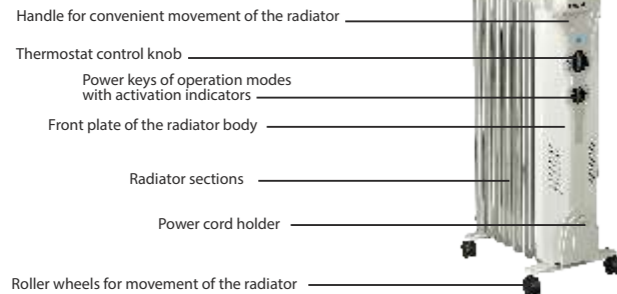 Handle for convenient movement of the radiator
Thermostat control knob
Power keys of operation modes
with activation indicators
Front plate of the radiator body
Radiator sections
Power cord holder
Roller wheels for movement of the radiator